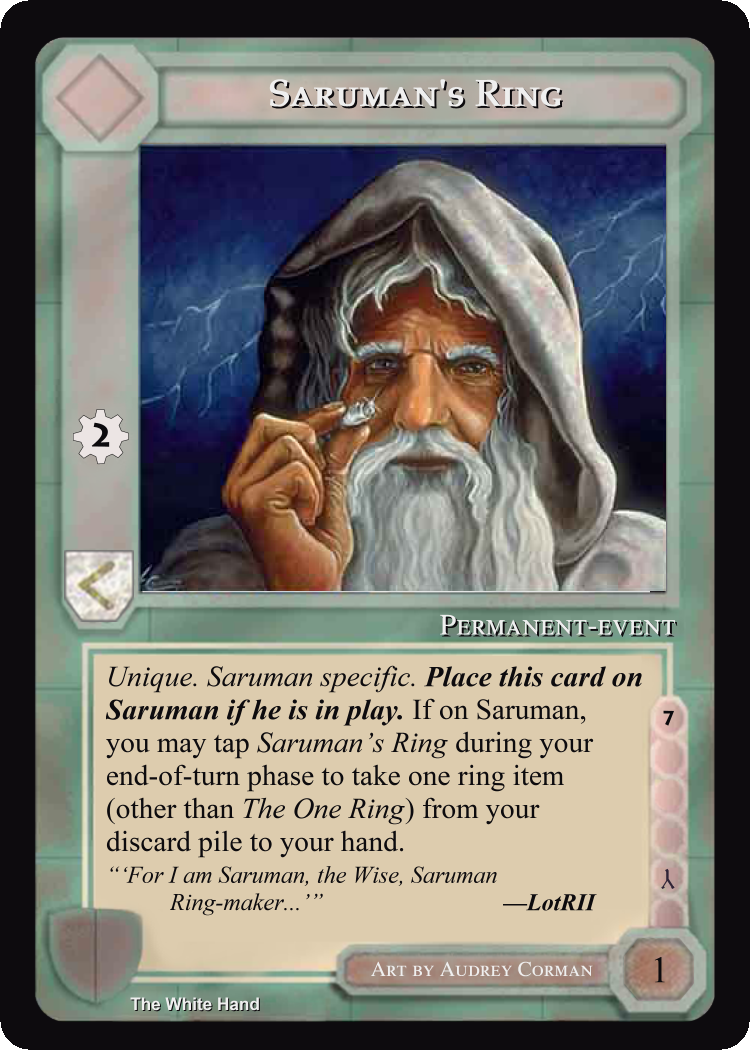 Saruman's Ring
2
Permanent-event
Unique. Saruman specific. Place this card on
Saruman if he is in play. If on Saruman,
you may tap Saruman's Ring during your
end-of-turn phase to take one ring item
(other than The One Ring) from your
discard pile to your hand.
"'For I am Saruman, the Wise, Saruman
Ring-maker...'"
—LotRII
7
Art by Audrey Corman
1
The White Hand